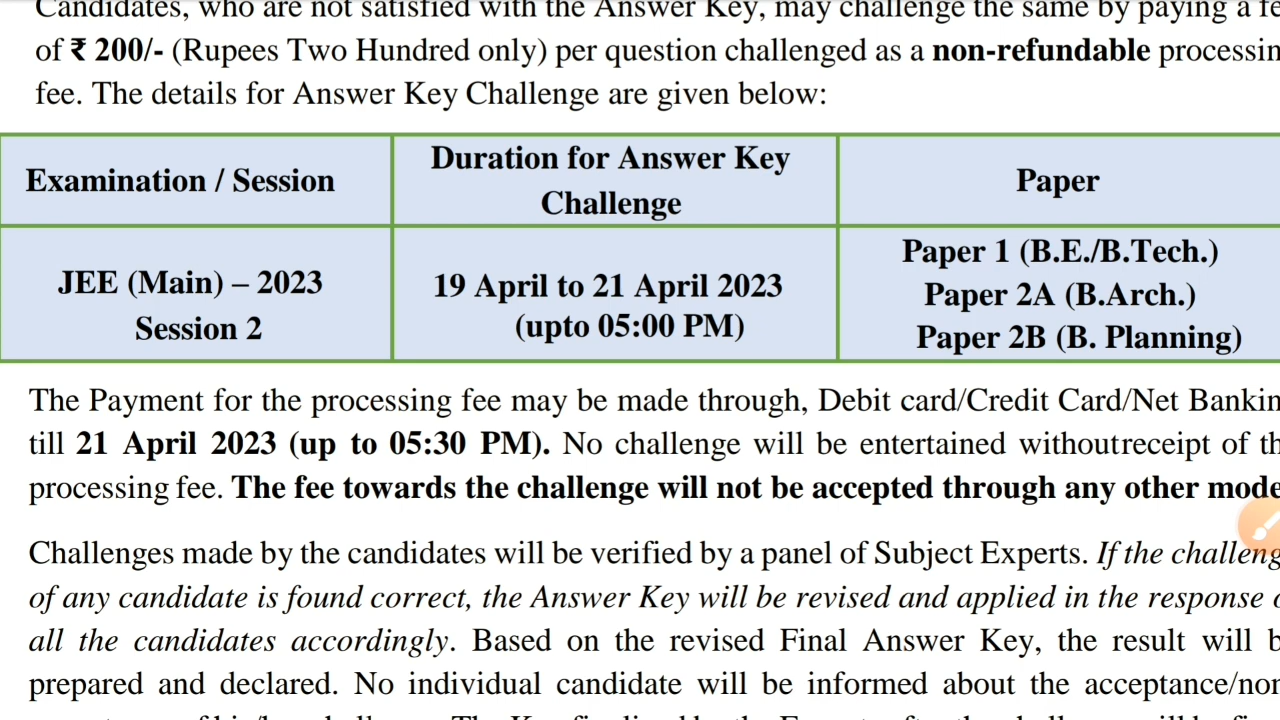 Candidates, who are not satisfied with the Answer Key, may challenge the same by paying a fe
of ₹ 200/- (Rupees Two Hundred only) per question challenged as a non-refundable processin
fee. The details for Answer Key Challenge are given below:
Examination / Session
Duration for Answer Key
Challenge
Paper
JEE (Main) – 2023
Session 2
19 April to 21 April 2023
(upto 05:00 PM)
Paper 1 (B.E./B.Tech.)
Paper 2A (B.Arch.)
Paper 2B (B. Planning)
The Payment for the processing fee may be made through, Debit card/Credit Card/Net Bankin
till 21 April 2023 (up to 05:30 PM). No challenge will be entertained withoutreceipt of th
processing fee. The fee towards the challenge will not be accepted through any other mode
Challenges made by the candidates will be verified by a panel of Subject Experts. If the challeng
of any candidate is found correct, the Answer Key will be revised and applied in the response o
all the candidates accordingly. Based on the revised Final Answer Key, the result will b
prepared and declared. No individual candidate will be informed about the acceptance/non